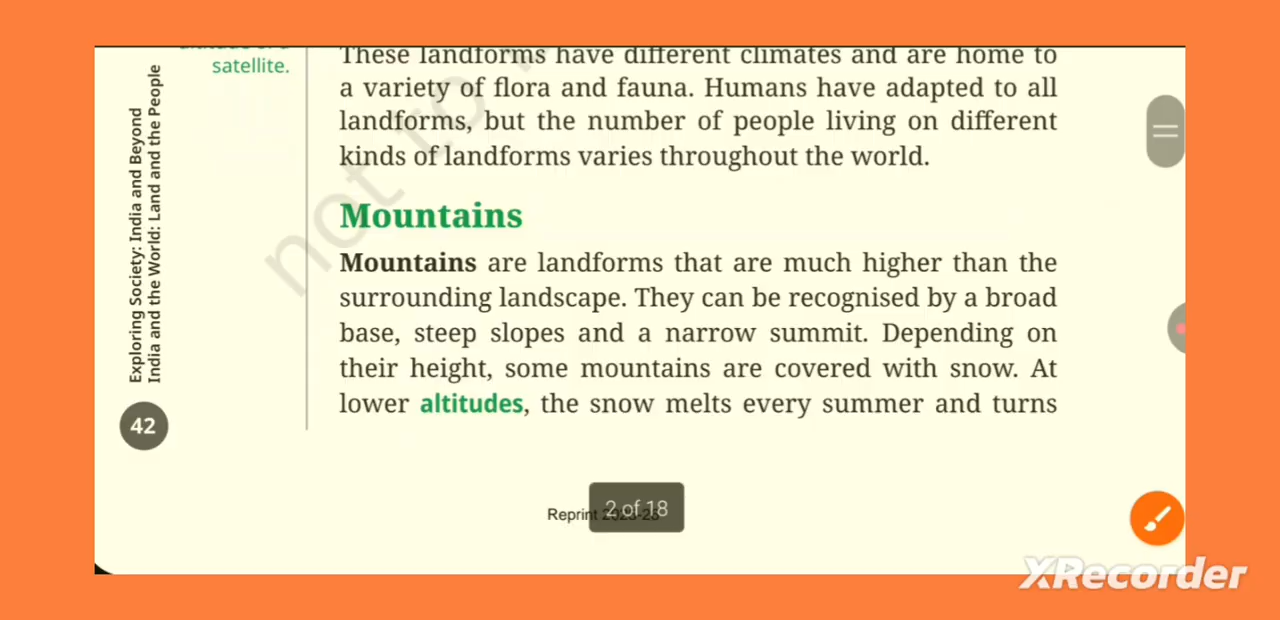 satellite.
These landforms have different climates and are home to
a variety of flora and fauna. Humans have adapted to all
landforms, but the number of people living on different
kinds of landforms varies throughout the world.
Mountains
Mountains are landforms that are much higher than the
surrounding landscape. They can be recognised by a broad
base, steep slopes and a narrow summit. Depending on
their height, some mountains are covered with snow. At
lower altitudes, the snow melts every summer and turns
Exploring Society: India and Beyond
India and the World: Land and the People
42
not to
Reprint
2 of 18
XRecorder